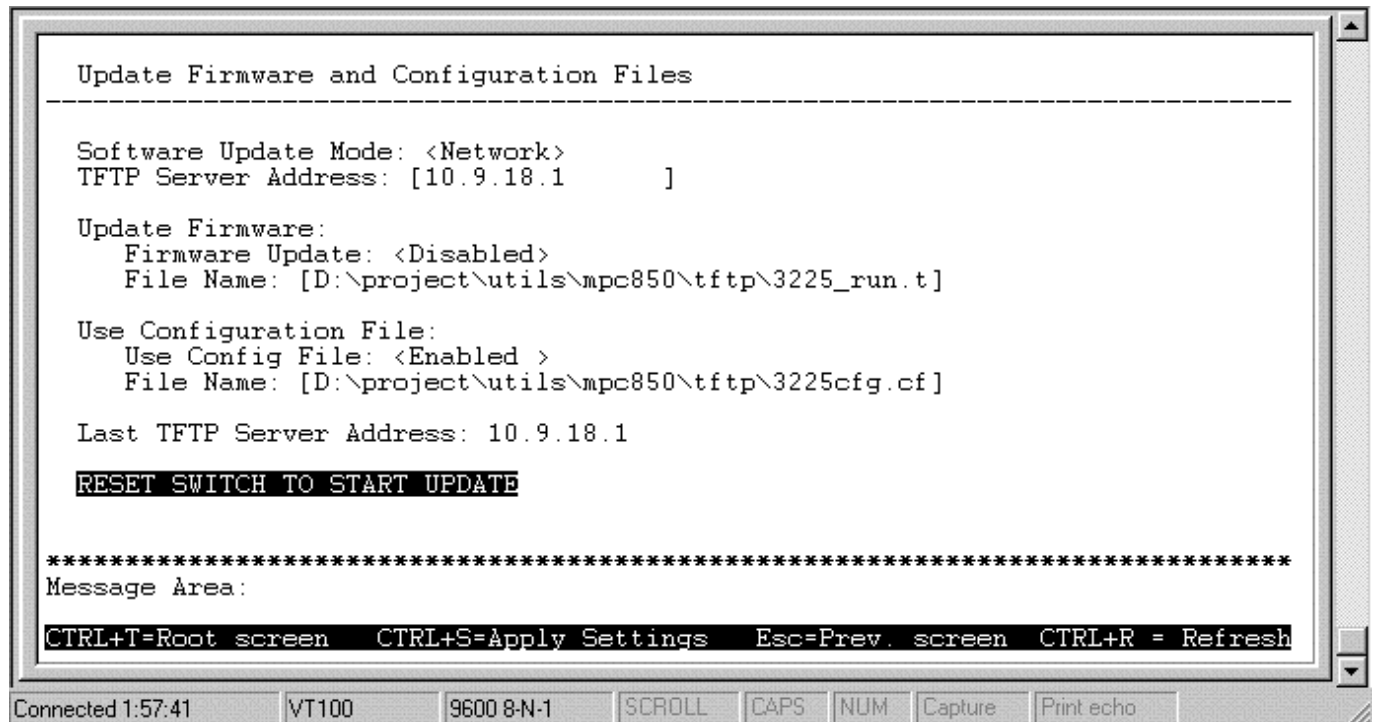 Update Firmware and Configuration Files
--------------------------------------------------------------------------------
Software Update Mode: <Network>
TFTP Server Address: [10.9.18.1      ]
Update Firmware:
Firmware Update: <Disabled>
File Name: [D:\project\utils\mpc850\tftp\3225_run.t]
Use Configuration File:
Use Config File: <Enabled >
File Name: [D:\project\utils\mpc850\tftp\3225cfg.cf]
Last TFTP Server Address: 10.9.18.1
RESET SWITCH TO START UPDATE
********************************************************************************
Message Area:
CTRL+T=Root screen   CTRL+S=Apply Settings   Esc=Prev. screen  CTRL+R = Refresh
Connected 1:57:41 VT100 9600 8-N-1 SCROLL CAPS NUM Capture Print echo